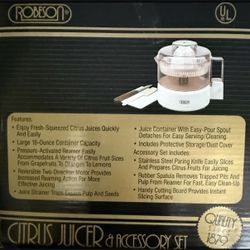 ROBESON®
UL
Features:
• Enjoy Fresh-Squeezed Citrus Juices Quickly
And Easily
• Large 16-Ounce Container Capacity
• Pressure-Activated Reamer Easily
Accommodates A Variety of Citrus Fruit Sizes
From Grapefruits To Oranges To Lemons
• Reversible Two-Direction Motor Provides
Increased Reaming Action For More
Effective Juicing
• Juice Strainer Traps Excess Pulp And Seeds
• Juice Container With Easy-Pour Spout
Detaches For Easy Serving/Cleaning
• Includes Protective Storage/Dust Cover
Accessory Set Includes:
• Stainless Steel Paring Knife Easily Slices
And Prepares Citrus Fruits For Juicing
• Rubber Spatula Removes Trapped Pits And
Pulp From Reamer For Fast, Easy Clean-Up
• Handy Cutting Board Provides Instant
Slicing Surface
CITRUS JUICER & ACCESSORY SET
QUALITY
1879